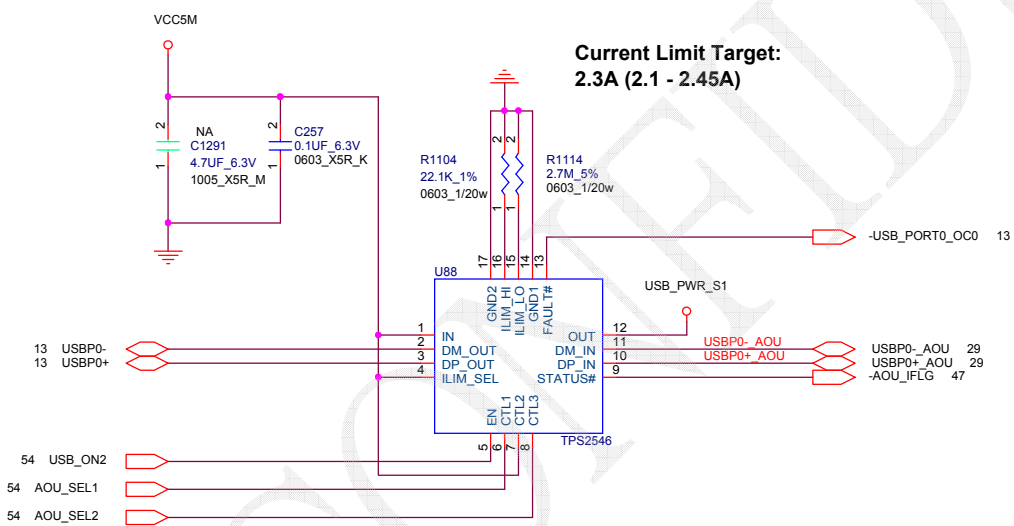 VCC5M
Current Limit Target:
2.3A (2.1 - 2.45A)
2
NA
C1291
4.7UF_6.3V
1005_X5R_M
1
2
C257
0.1UF_6.3V
0603_X5R_K
1
2
2
R1104
22.1K_1%
0603_1/20w
1
1
R1114
2.7M_5%
0603_1/20w
-USB_PORT0_OC0 13
17
16
15
14
13
U88
GND2
ILIM_HI
ILIM_LO
GND1
FAULT#
USB_PWR_S1
1 IN
OUT 12
13 USBP0-
2 DM_OUT
DM_IN 11
USBP0-_AOU
USBP0-_AOU 29
13 USBP0+
3 DP_OUT
DP_IN 10
USBP0+_AOU
USBP0+_AOU 29
4 ILIM_SEL
STATUS# 9
-AOU_IFLG 47
EN
CTL1
CTL2
CTL3
TPS2546
5
6
7
8
54 USB_ON2
54 AOU_SEL1
54 AOU_SEL2
CONFID